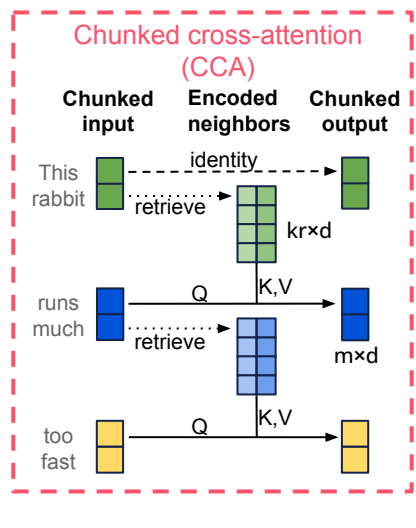 Chunked cross-attention
(CCA)
Chunked input
Encoded neighbors
Chunked output
This
rabbit
identity
retrieve
kr×d
runs
much
Q
K,V
retrieve
m×d
too
fast
Q
K,V